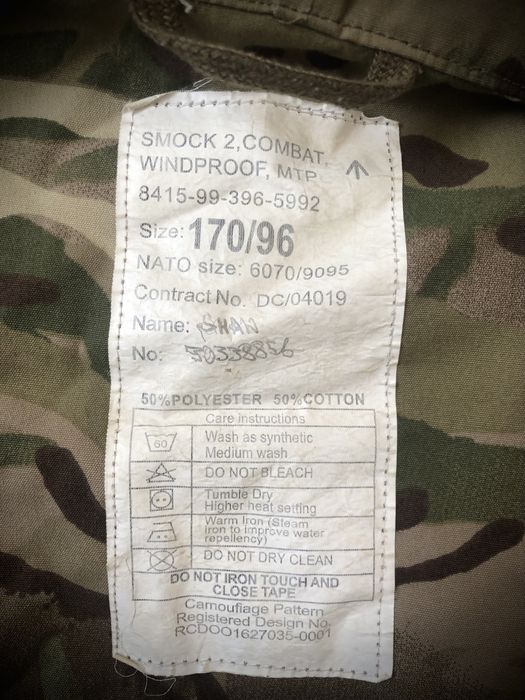 SMOCK 2, COMBAT,
WINDPROOF, MTP
8415-99-396-5992
Size: 170/96
NATO size: 6070/9095
Contract No. DC/04019
Name: SHAW
No: 30338856
50%POLYESTER 50%COTTON
Care instructions
60
Wash as synthetic
Medium wash
DO NOT BLEACH
Tumble Dry
Higher heat setting
Warm Iron (Steam
iron to improve water
repellency)
DO NOT DRY CLEAN
DO NOT IRON TOUCH AND
CLOSE TAPE
Camouflage Pattern
Registered Design No.
RCDOO1627035-0001